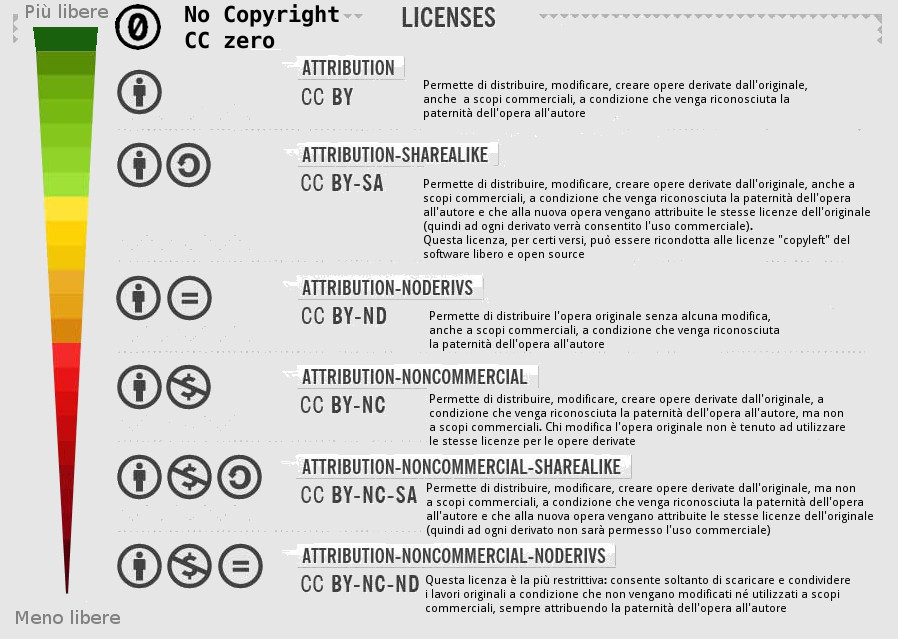 Più libere
No Copyright
CC zero
LICENSES
ATTRIBUTION
CC BY
Permette di distribuire, modificare, creare opere derivate dall'originale,
anche a scopi commerciali, a condizione che venga riconosciuta la
paternità dell'opera all'autore
ATTRIBUTION-SHAREALIKE
CC BY-SA
Permette di distribuire, modificare, creare opere derivate dall'originale, anche a
scopi commerciali, a condizione che venga riconosciuta la paternità dell'opera
all'autore e che alla nuova opera vengano attribuite le stesse licenze dell'originale
(quindi ad ogni derivato verrà consentito l'uso commerciale).
Questa licenza, per certi versi, può essere ricondotta alle licenze "copyleft" del
software libero e open source
ATTRIBUTION-NODERIVS
CC BY-ND
Permette di distribuire l'opera originale senza alcuna modifica,
anche a scopi commerciali, a condizione che venga riconosciuta
la paternità dell'opera all'autore
ATTRIBUTION-NONCOMMERCIAL
CC BY-NC
Permette di distribuire, modificare, creare opere derivate dall'originale, a
condizione che venga riconosciuta la paternità dell'opera all'autore, ma non
a scopi commerciali. Chi modifica l'opera originale non è tenuto ad utilizzare
le stesse licenze per le opere derivate
ATTRIBUTION-NONCOMMERCIAL-SHAREALIKE
CC BY-NC-SA
Permette di distribuire, modificare, creare opere derivate dall'originale, ma non
a scopi commerciali, a condizione che venga riconosciuta la paternità dell'opera
all'autore e che alla nuova opera vengano attribuite le stesse licenze dell'originale
(quindi ad ogni derivato non sarà permesso l'uso commerciale)
ATTRIBUTION-NONCOMMERCIAL-NODERIVS
CC BY-NC-ND
Questa licenza è la più restrittiva: consente soltanto di scaricare e condividere
i lavori originali a condizione che non vengano modificati né utilizzati a scopi
commerciali, sempre attribuendo la paternità dell'opera all'autore
Meno libere